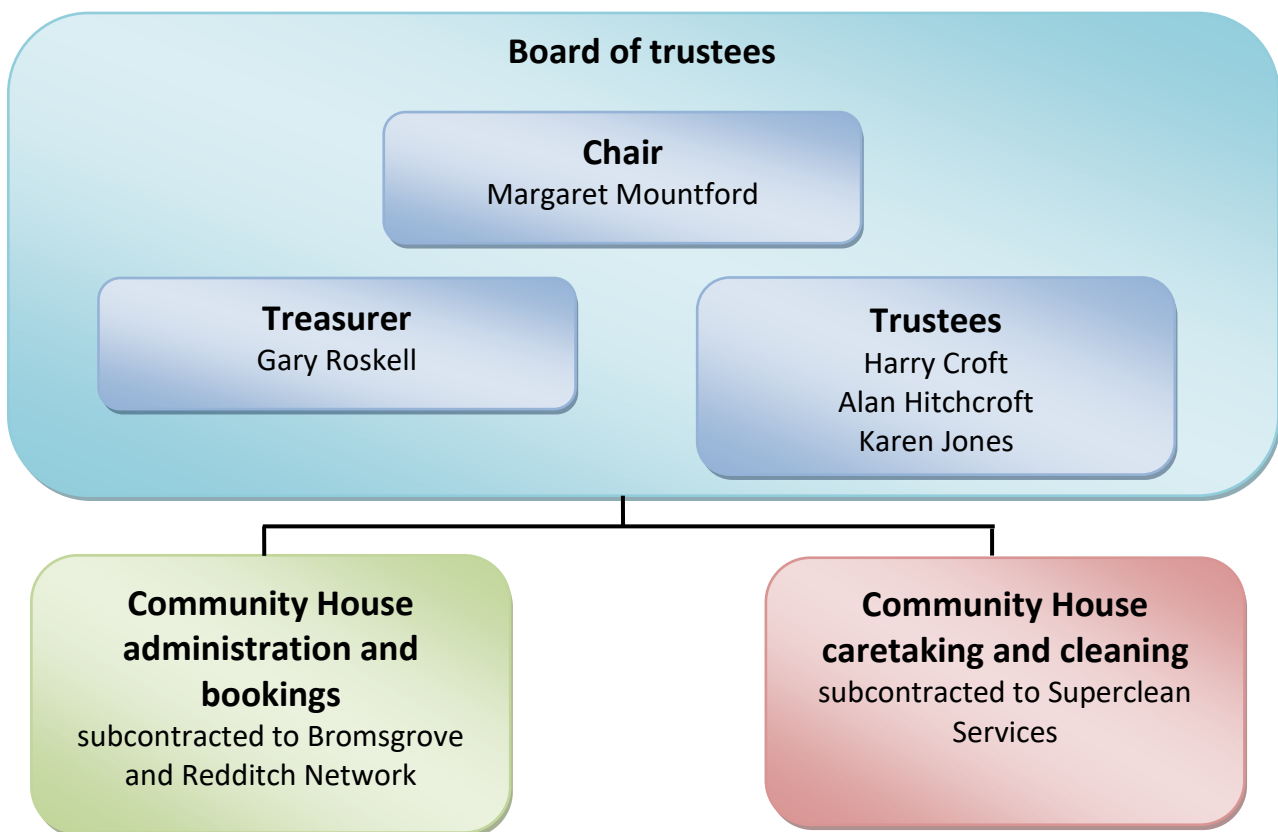 Board of trustees
Chair
Margaret Mountford
Treasurer
Gary Roskell
Trustees
Harry Croft
Alan Hitchcroft
Karen Jones
Community House
administration and
bookings
subcontracted to Bromsgrove
and Redditch Network
Community House
caretaking and cleaning
subcontracted to Superclean
Services